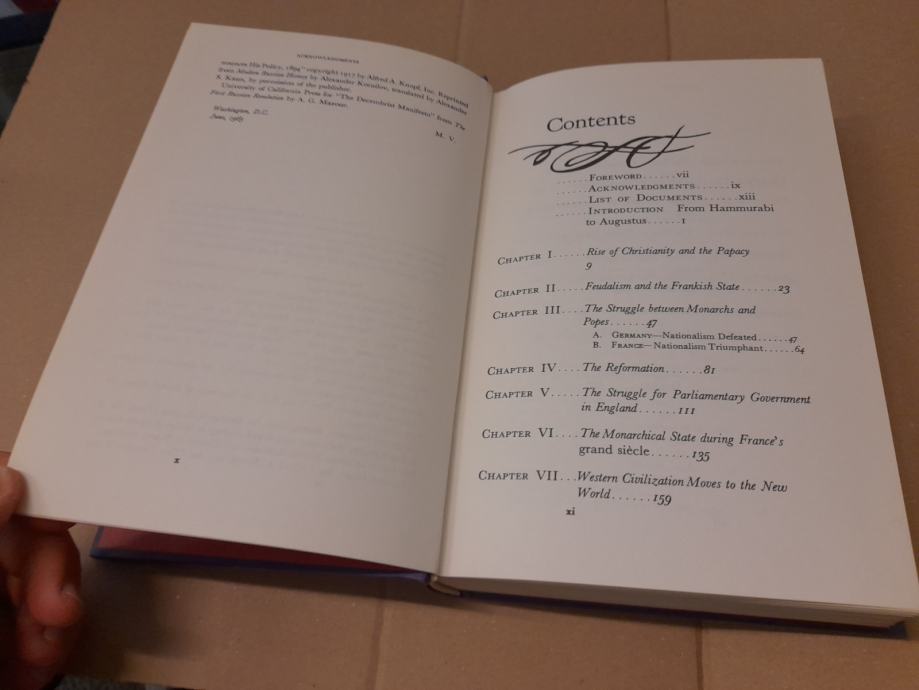 ACKNOWLEDGMENTS
nounces His Policy, 1894" copyright 1917 by Alfred A. Knopf, Inc. Reprinted
from Modern Russian History by Alexander Kornilov, translated by Alexander
S. Kaun, by permission of the publisher.
University of California Press for "The Decembrist Manifesto" from The
First Russian Revolution by A. G. Mazour.
Washington, D.C.
June, 1965
M. V.
x
Contents
......FOREWORD......vii
......ACKNOWLEDGMENTS......ix
......LIST OF DOCUMENTS......xiii
......INTRODUCTION From Hammurabi
to Augustus......1
CHAPTER I......Rise of Christianity and the Papacy
9
CHAPTER II......Feudalism and the Frankish State......23
CHAPTER III....The Struggle between Monarchs and
Popes......47
A. GERMANY—Nationalism Defeated.....47
B. FRANCE—Nationalism Triumphant......64
CHAPTER IV....The Reformation......81
CHAPTER V.....The Struggle for Parliamentary Government
in England......111
CHAPTER VI....The Monarchical State during France's
grand siècle......135
CHAPTER VII...Western Civilization Moves to the New
World......159
xi